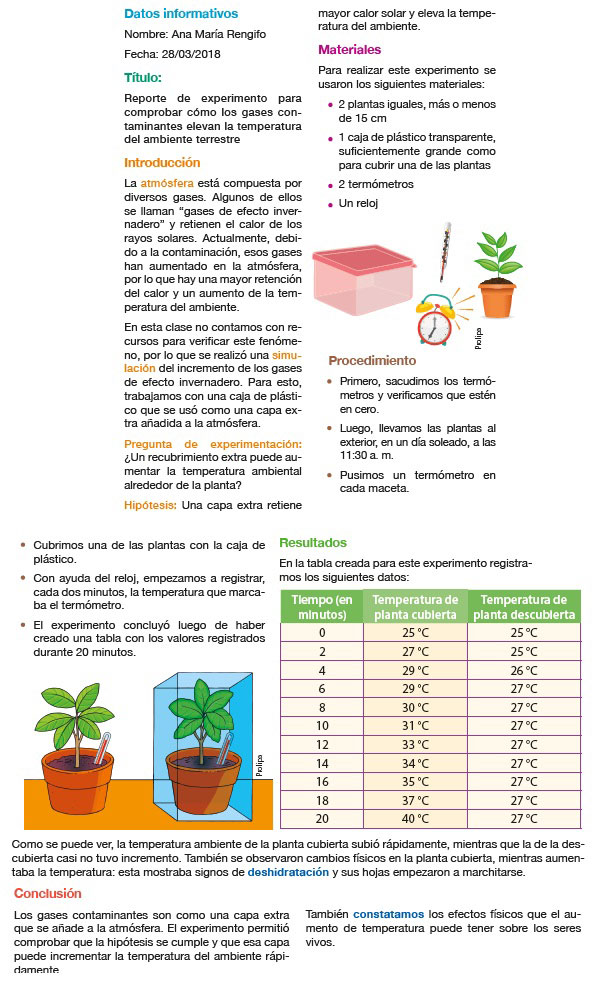 Datos informativos
Nombre: Ana María Rengifo
Fecha: 28/03/2018
Título:
Reporte de experimento para
comprobar cómo los gases con-
taminantes elevan la temperatura
del ambiente terrestre
Introducción
La atmósfera está compuesta por
diversos gases. Algunos de ellos
se llaman “gases de efecto inver-
nadero” y retienen el calor de los
rayos solares. Actualmente, debi-
do a la contaminación, esos gases
han aumentado en la atmósfera,
por lo que hay una mayor retención
del calor y un aumento de la tem-
peratura del ambiente.
En esta clase no contamos con re-
cursos para verificar este fenóme-
no, por lo que se realizó una simu-
lación del incremento de los gases
de efecto invernadero. Para esto,
trabajamos con una caja de plásti-
co que se usó como una capa ex-
tra añadida a la atmósfera.
Pregunta de experimentación:
¿Un recubrimiento extra puede au-
mentar la temperatura ambiental
alrededor de la planta?
Hipótesis: Una capa extra retiene
mayor calor solar y eleva la tempe-
ratura del ambiente.
Materiales
Para realizar este experimento se
usaron los siguientes materiales:
• 2 plantas iguales, más o menos
de 15 cm
• 1 caja de plástico transparente,
suficientemente grande como
para cubrir una de las plantas
• 2 termómetros
• Un reloj
Prolipa
Procedimiento
• Primero, sacudimos los termó-
metros y verificamos que estén
en cero.
• Luego, llevamos las plantas al
exterior, en un día soleado, a las
11:30 a. m.
• Pusimos un termómetro en
cada maceta.
• Cubrimos una de las plantas con la caja de
plástico.
• Con ayuda del reloj, empezamos a registrar,
cada dos minutos, la temperatura que marca-
ba el termómetro.
• El experimento concluyó luego de haber
creado una tabla con los valores registrados
durante 20 minutos.
Prolipa
Resultados
En la tabla creada para este experimento registra-
mos los siguientes datos:
Tiempo (en minutos) Temperatura de planta cubierta Temperatura de planta descubierta
0 25 °C 25 °C
2 27 °C 25 °C
4 29 °C 26 °C
6 29 °C 27 °C
8 30 °C 27 °C
10 31 °C 27 °C
12 33 °C 27 °C
14 34 °C 27 °C
16 35 °C 27 °C
18 37 °C 27 °C
20 40 °C 27 °C
Como se puede ver, la temperatura ambiente de la planta cubierta subió rápidamente, mientras que la de la des-
cubierta casi no tuvo incremento. También se observaron cambios físicos en la planta cubierta, mientras aumen-
taba la temperatura: esta mostraba signos de deshidratación y sus hojas empezaron a marchitarse.
Conclusión
Los gases contaminantes son como una capa extra
que se añade a la atmósfera. El experimento permitió
comprobar que la hipótesis se cumple y que esa capa
puede incrementar la temperatura del ambiente rápi-
damente
También constatamos los efectos físicos que el au-
mento de temperatura puede tener sobre los seres
vivos.